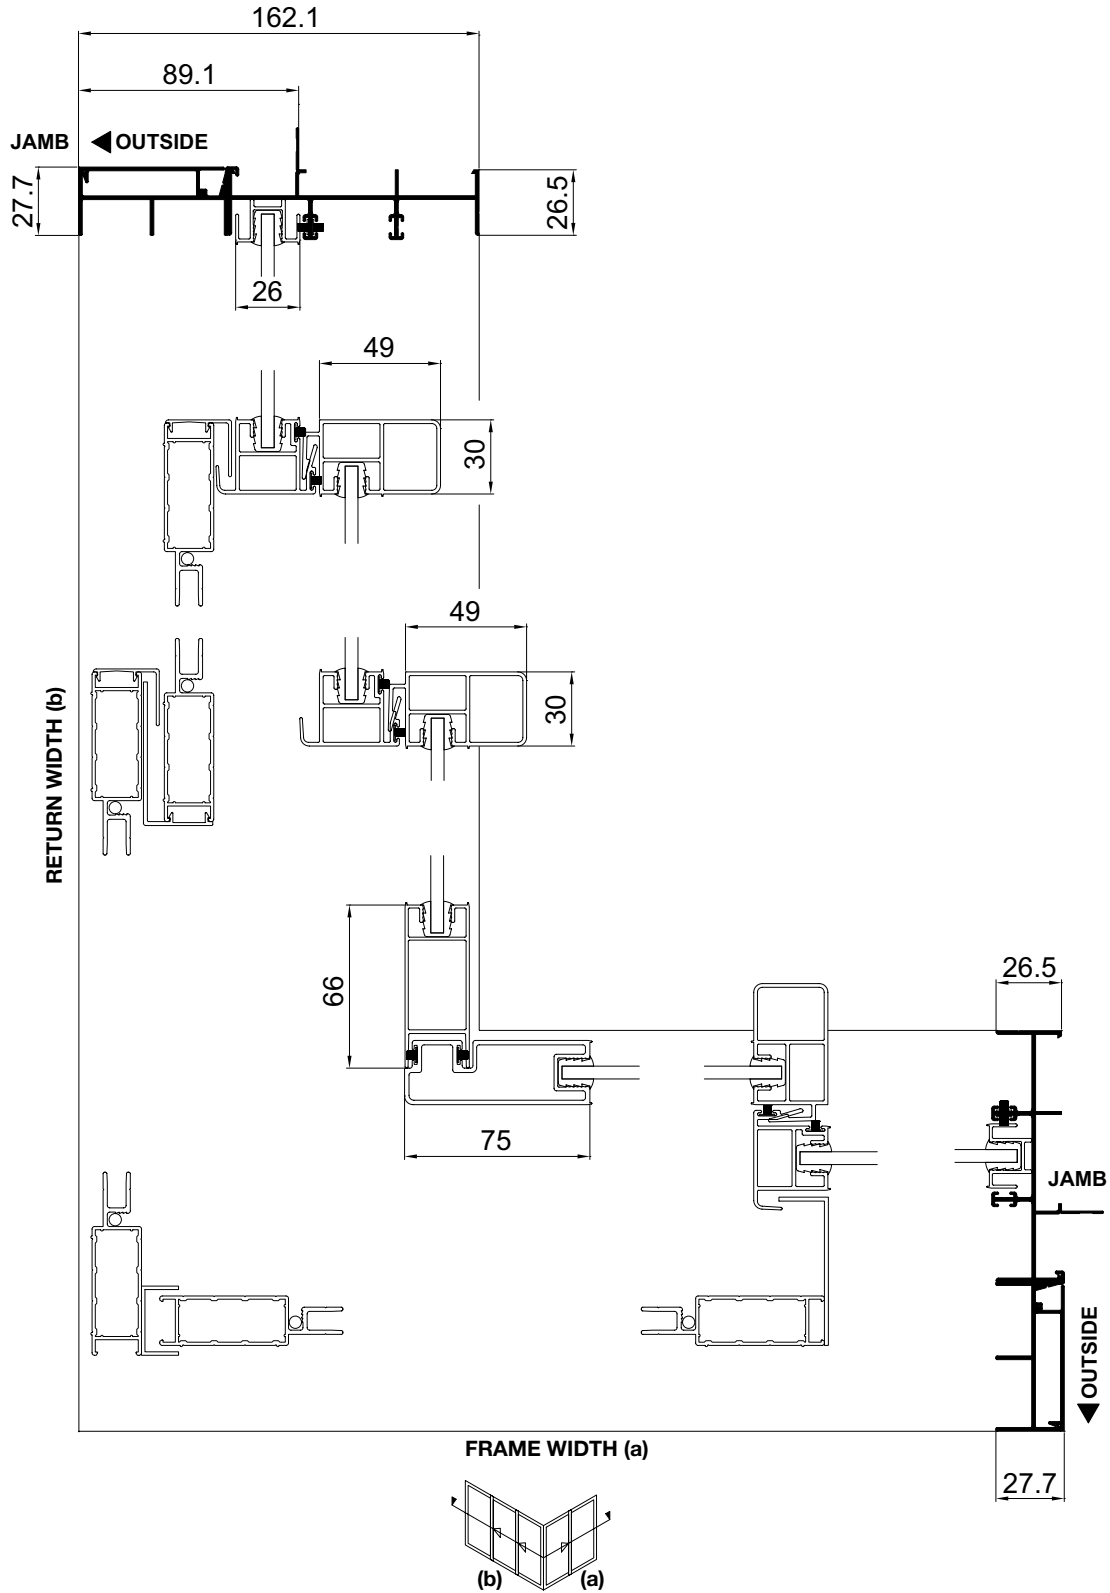 162.1
89.1
JAMB
OUTSIDE
27.7
26.5
26
49
30
49
30
RETURN WIDTH (b)
66
26.5
75
JAMB
OUTSIDE
FRAME WIDTH (a)
27.7
(b)
(a)